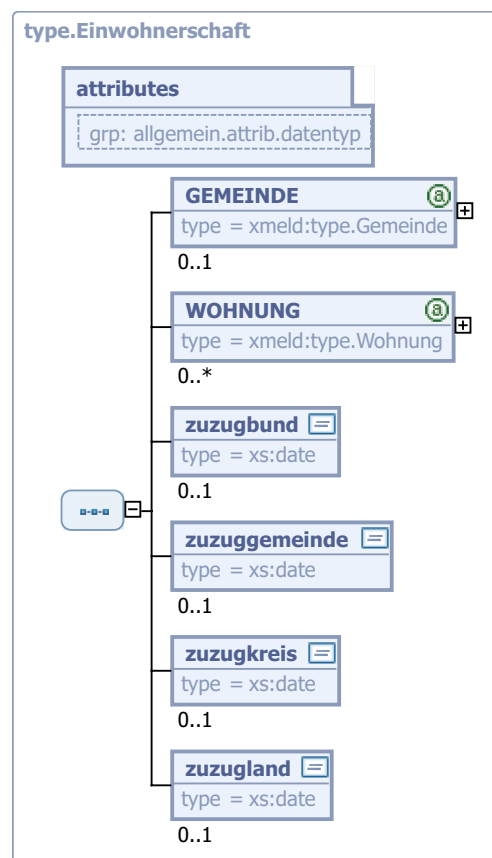 type.Einwohnerschaft
attributes
grp: allgemein.attrib.datentyp
GEMEINDE
type = xmeld:type.Gemeinde
0..1
WOHNUNG
type = xmeld:type.Wohnung
0..*
zuzugbund
type = xs:date
0..1
zuzuggemeinde
type = xs:date
0..1
zuzugkreis
type = xs:date
0..1
zuzugland
type = xs:date
0..1